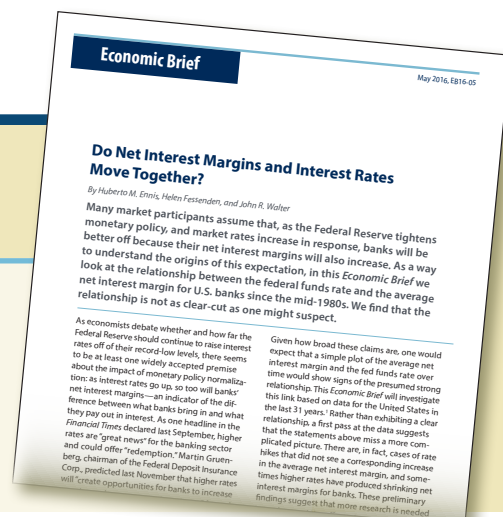 Economic Brief
May 2016, EB16-05
Do Net Interest Margins and Interest Rates
Move Together?
By Huberto M. Ennis, Helen Fessenden, and John R. Walter
Many market participants assume that, as the Federal Reserve tightens
monetary policy, and market rates increase in response, banks will be
better off because their net interest margins will also increase. As a way
to understand the origins of this expectation, in this Economic Brief we
look at the relationship between the federal funds rate and the average
net interest margin for U.S. banks since the mid-1980s. We find that the
relationship is not as clear-cut as one might suspect.
As economists debate whether and how far the
Federal Reserve should continue to raise interest
rates off of their record-low levels, there seems
to be at least one widely accepted premise
about the impact of monetary policy normaliza-
tion: as interest rates go up, so too will banks'
net interest margins—an indicator of the dif-
ference between what banks bring in and what
they pay out in interest. As one headline in the
Financial Times declared last September, higher
rates are "great news" for the banking sector
and could offer "redemption." Martin Gruen-
berg, chairman of the Federal Deposit Insurance
Corp., predicted last November that higher rates
will "create opportunities for banks to increase
Given how broad these claims are, one would
expect that a simple plot of the average net
interest margin and the fed funds rate over
time would show signs of the presumed strong
relationship. This Economic Brief will investigate
this link based on data for the United States in
the last 31 years.¹ Rather than exhibiting a clear
relationship, a first pass at the data suggests
that the statements above miss a more com-
plicated picture. There are, in fact, cases of rate
hikes that did not see a corresponding increase
in the average net interest margin, and some-
times higher rates have produced shrinking net
interest margins for banks. These preliminary
findings suggest that more research is needed